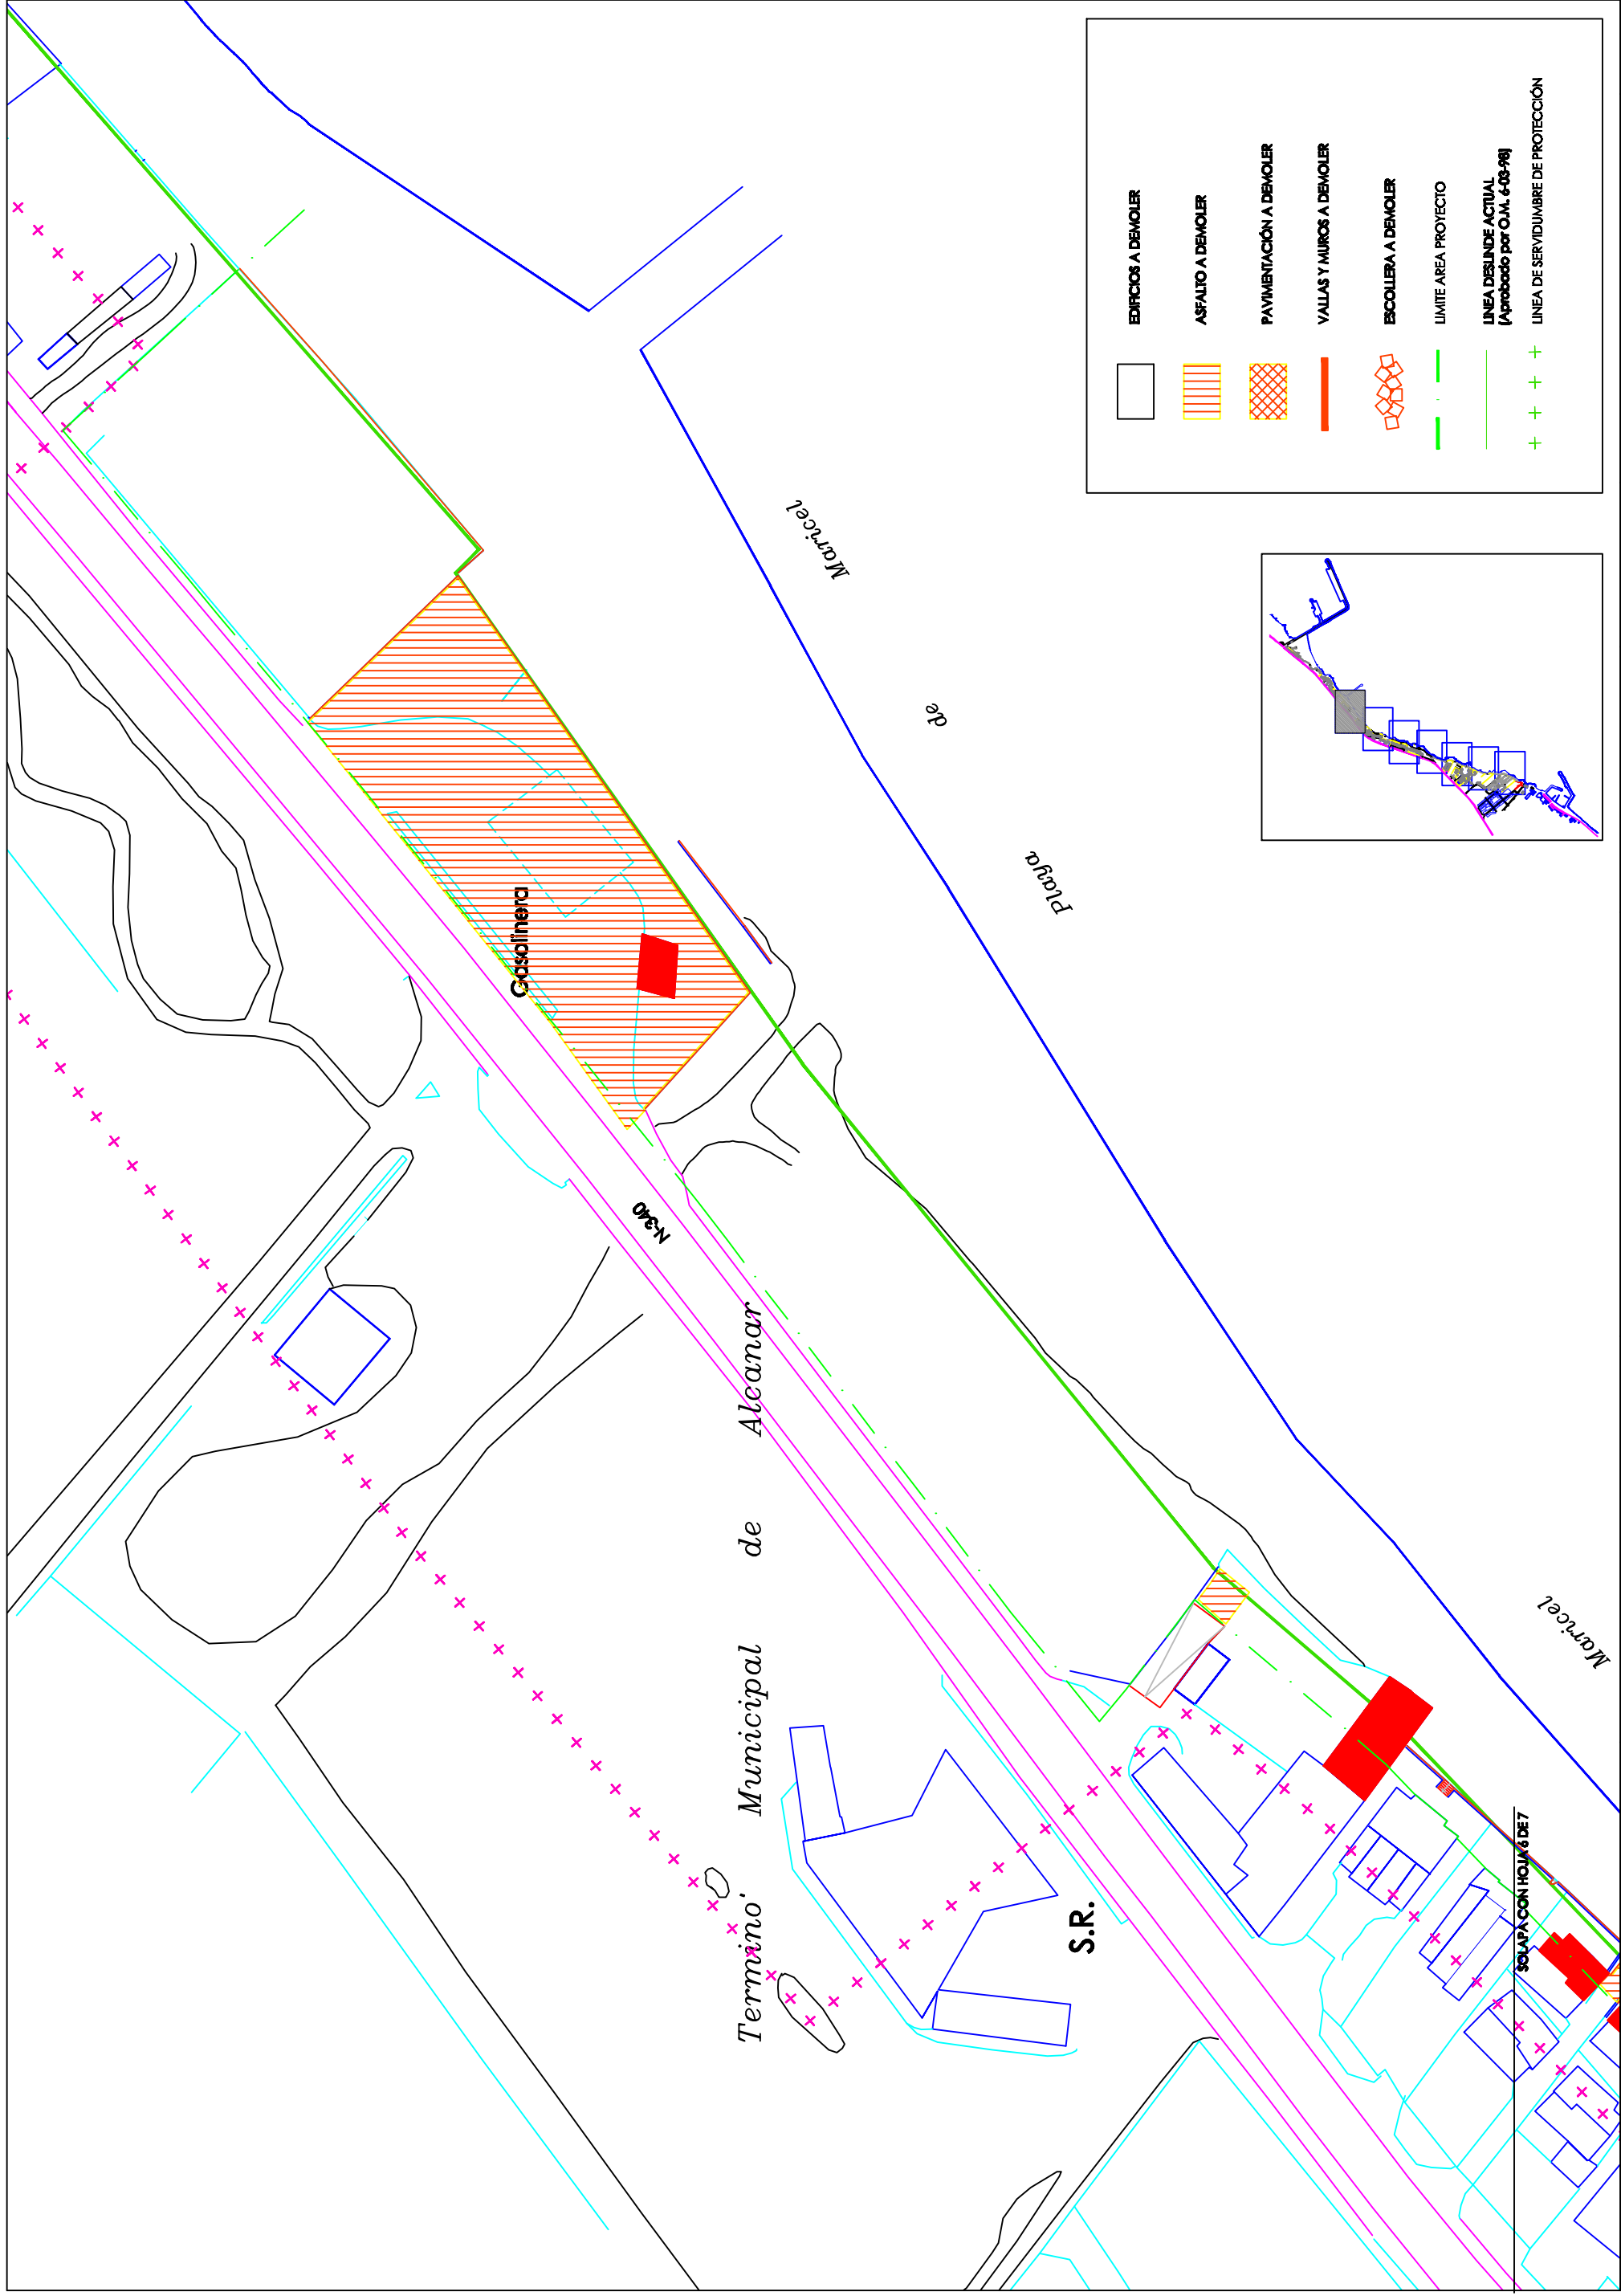 EDIFICIOS A DEMOLER
ASFALTO A DEMOLER
PAVIMENTACIÓN A DEMOLER
VALLAS Y MUROS A DEMOLER
ESCOLLERA A DEMOLER
LIMITE AREA PROYECTO
LINEA DESLINDE ACTUAL
(Aprobado por O.M. 6-03-98)
LINEA DE SERVIDUMBRE DE PROTECCIÓN
Gasolinera
N-340
Playa de Maricel
Termino' Municipal de Alcanar
S.R.
Maricel
SOLAPA CON HOJA 6 DE 7